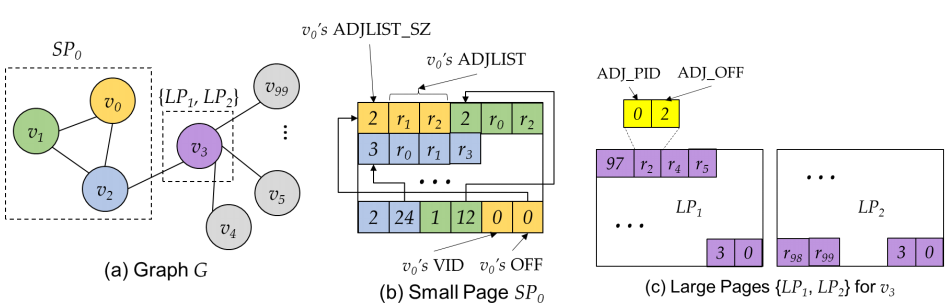 SP0
v0
v1
v2
{LP1, LP2}
v3
v99
⋮
v5
v4
(a) Graph G
v0's ADJLIST_SZ
v0's ADJLIST
2 r1 r2 2 r0 r2
3 r0 r1 r3
...
2 24 1 12 0 0
v0's VID v0's OFF
(b) Small Page SP0
ADJ_PID ADJ_OFF
0 2
97 r2 r4 r5
...
LP1
3 0
...
LP2
r98 r99 3 0
(c) Large Pages {LP1, LP2} for v3